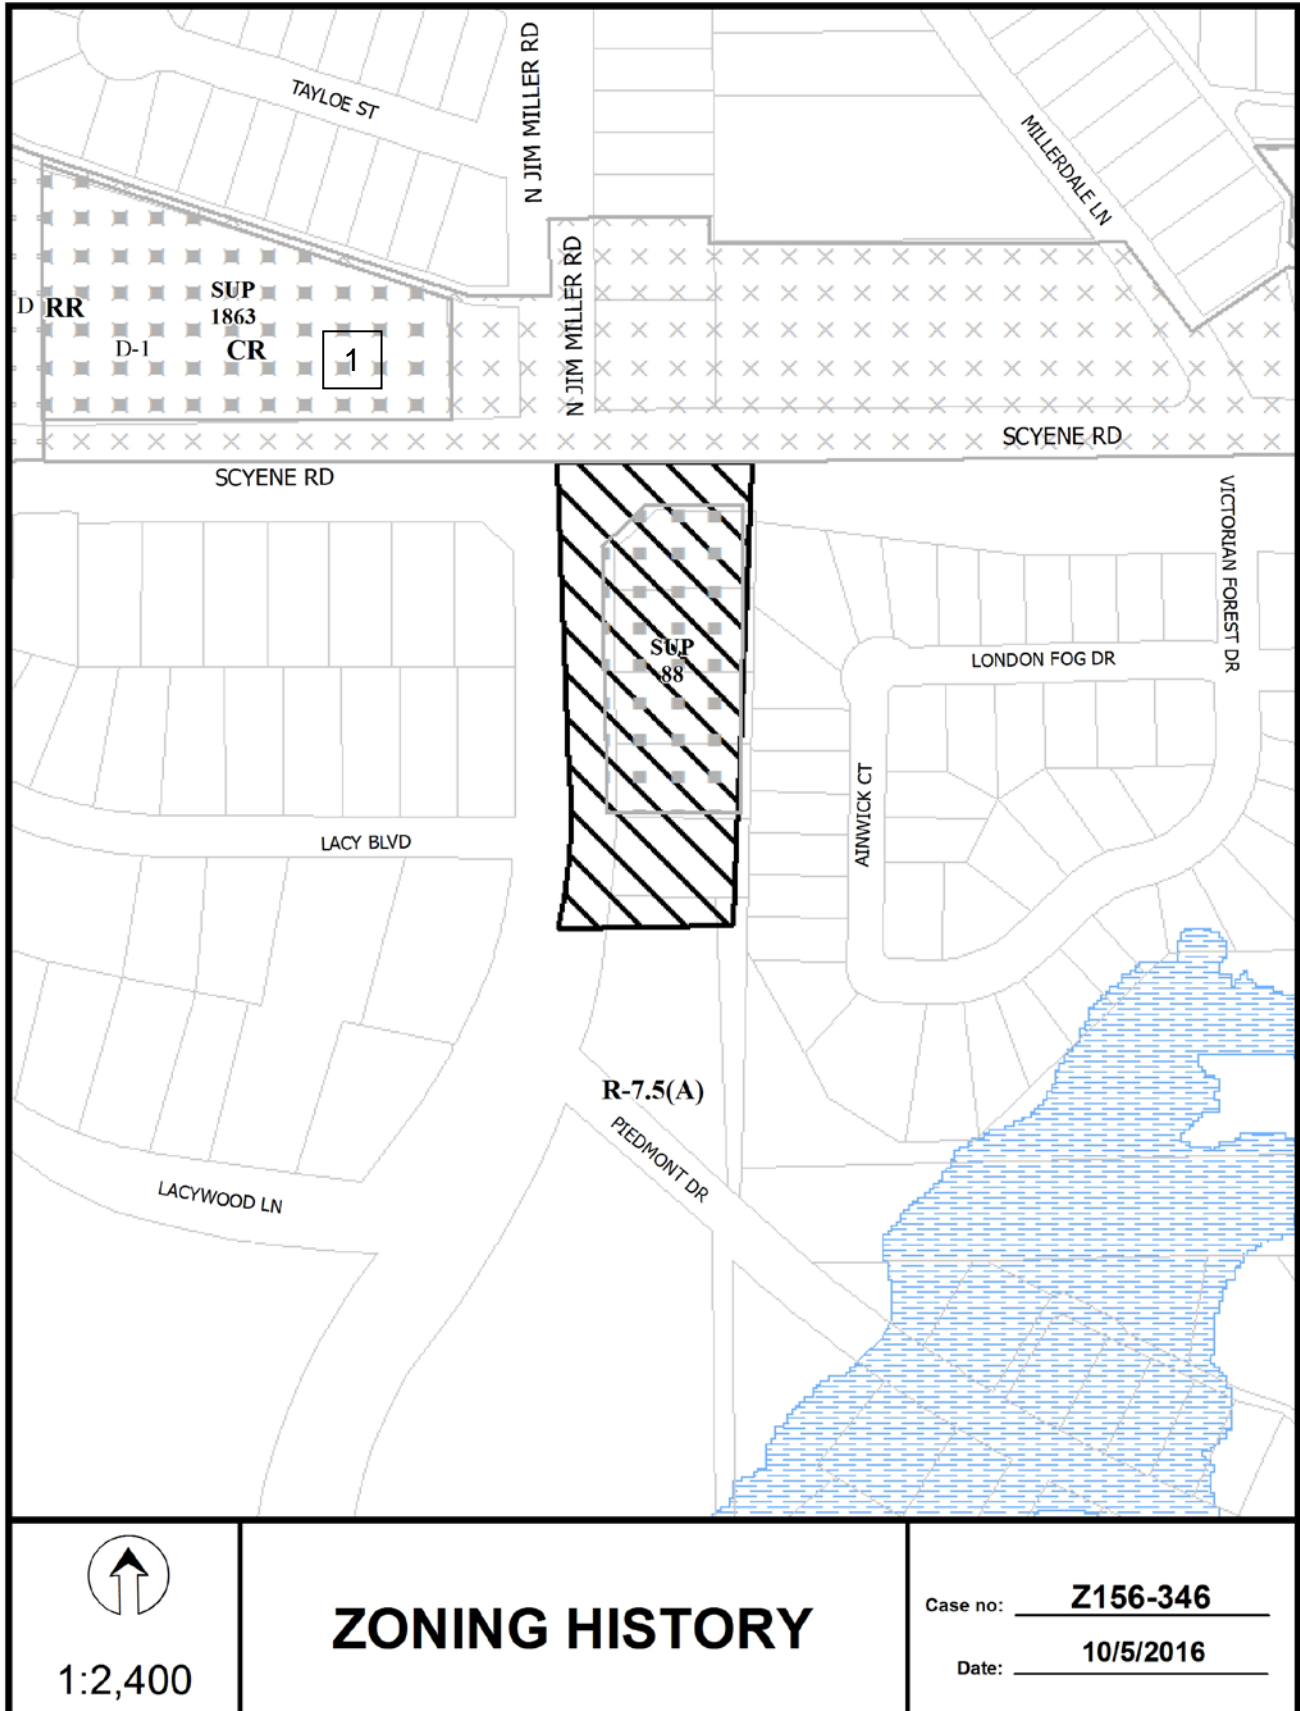 TAYLOE ST
N JIM MILLER RD
MILLERDALE LN
N JIM MILLER RD
D RR
SUP
1863
D-1
CR
1
SCYENE RD
SCYENE RD
VICTORIAN FOREST DR
SUP
88
LONDON FOG DR
AINWICK CT
LACY BLVD
R-7.5(A)
PIEDMONT DR
LACYWOOD LN
1:2,400
ZONING HISTORY
Case no: Z156-346
Date: 10/5/2016